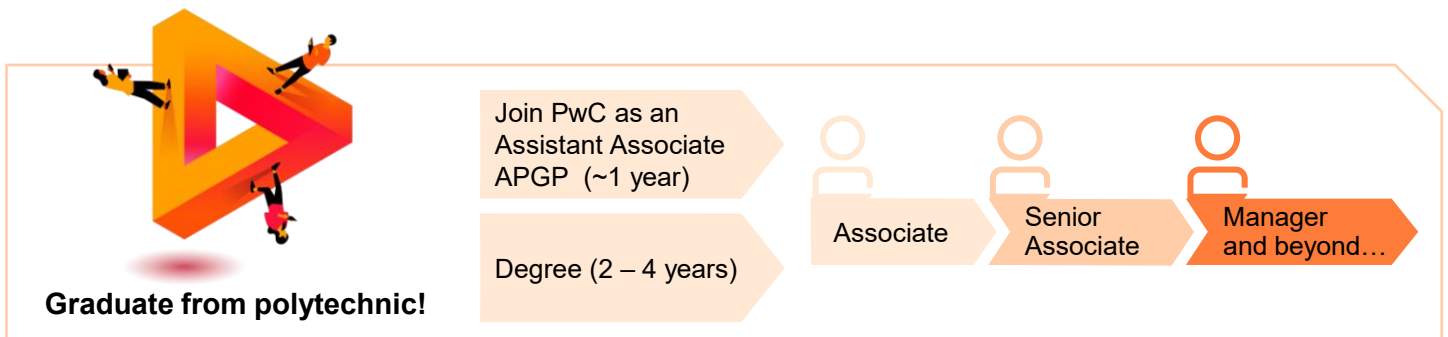 Graduate from polytechnic!
Join PwC as an
Assistant Associate
APGP (~1 year)
Degree (2 – 4 years)
Associate
Senior
Associate
Manager
and beyond…